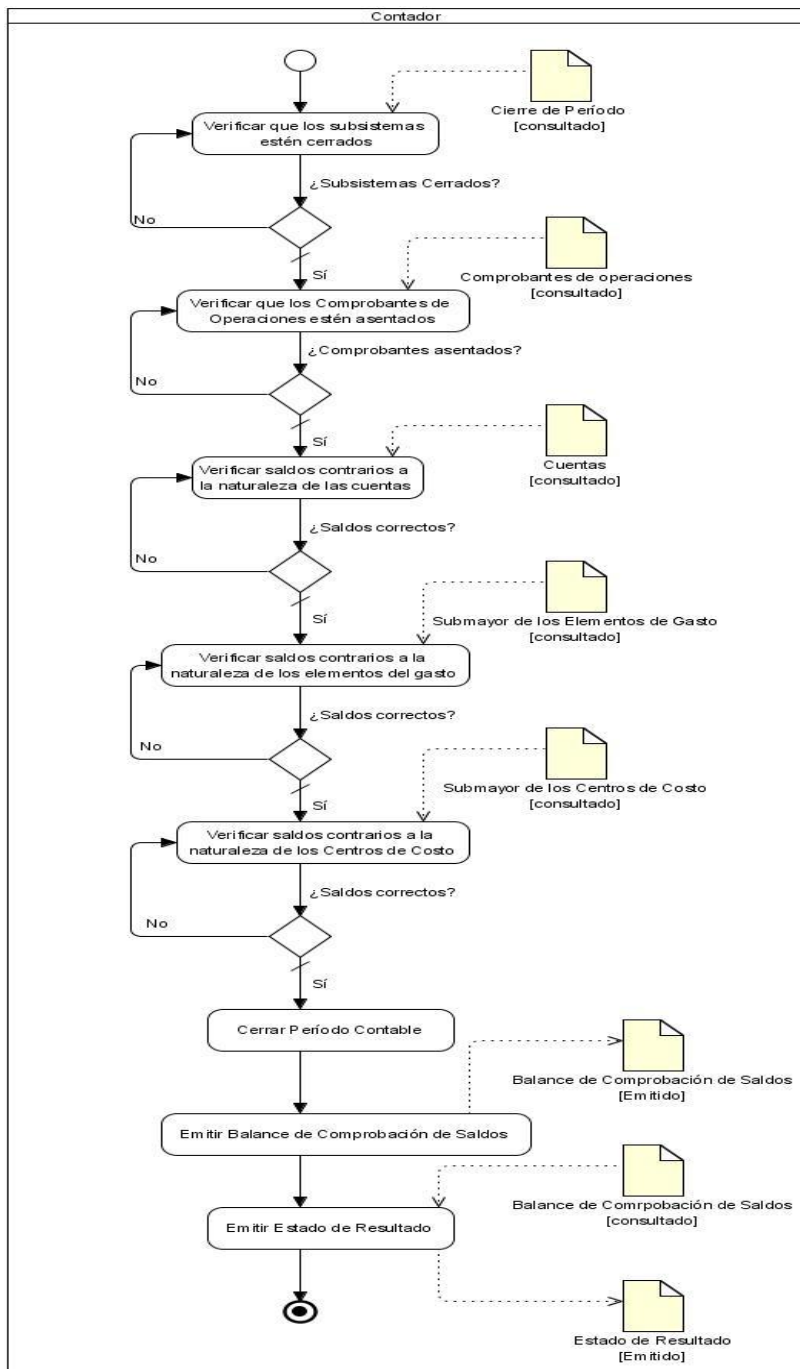 Contador
Cierre de Período
[consultado]
Verificar que los subsistemas
estén cerrados
¿Subsistemas Cerrados?
No
Sí
Comprobantes de operaciones
[consultado]
Verificar que los Comprobantes de
Operaciones estén asentados
¿Comprobantes asentados?
No
Sí
Cuentas
[consultado]
Verificar saldos contrarios a
la naturaleza de las cuentas
¿Saldos correctos?
No
Sí
Submayor de los Elementos de Gasto
[consultado]
Verificar saldos contrarios a la
naturaleza de los elementos del gasto
¿Saldos correctos?
No
Sí
Submayor de los Centros de Costo
[consultado]
Verificar saldos contrarios a la
naturaleza de los Centros de Costo
¿Saldos correctos?
No
Sí
Cerrar Período Contable
Balance de Comprobación de Saldos
[Emitido]
Emitir Balance de Comprobación de Saldos
Balance de Comrpobación de Saldos
[consultado]
Emitir Estado de Resultado
Estado de Resultado
[Emitido]